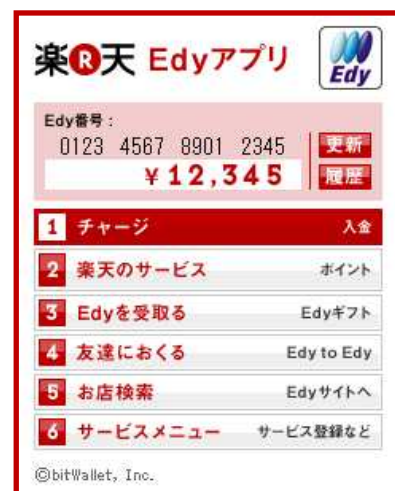 楽R天 Edyアプリ
Edy
Edy番号：
0123 4567 8901 2345
更新
¥12,345
履歴
1 チャージ 入金
2 楽天のサービス ポイント
3 Edyを受取る Edyギフト
4 友達におくる Edy to Edy
5 お店検索 Edyサイトへ
6 サービスメニュー サービス登録など
©bitWallet, Inc.